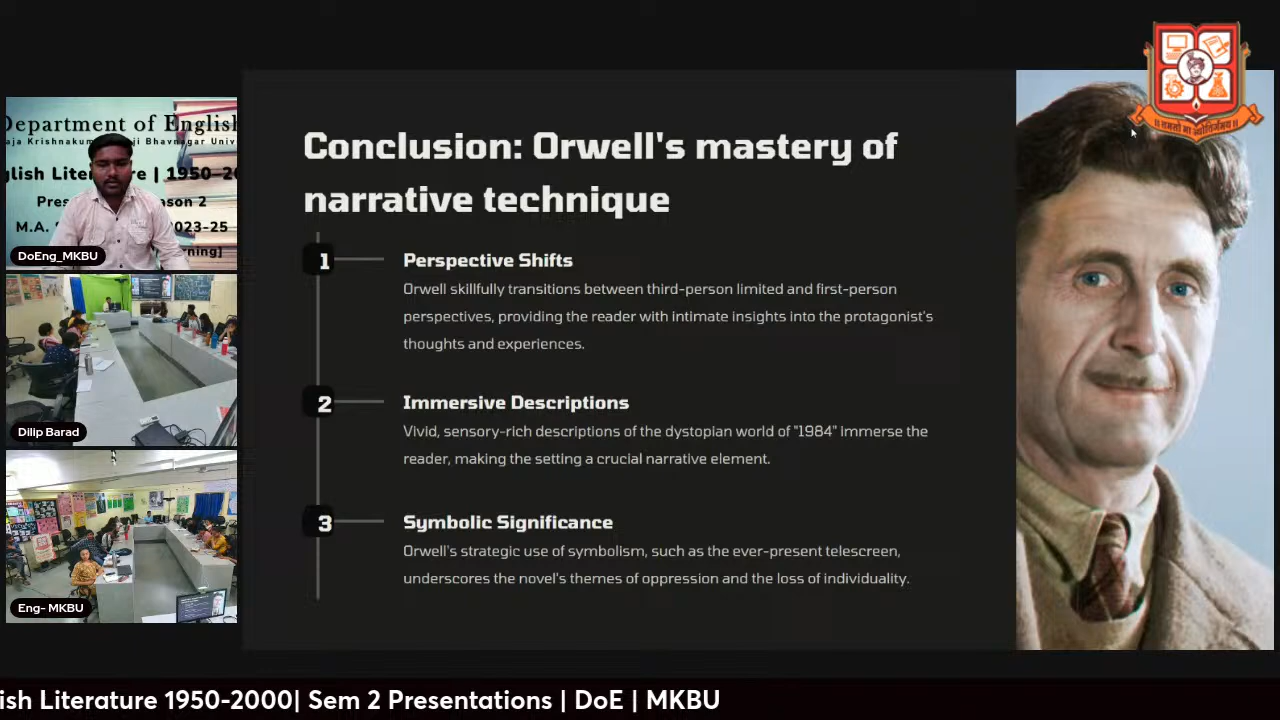 Department of English
Conclusion: Orwell's mastery of
narrative technique
1
Perspective Shifts
Orwell skillfully transitions between third-person limited and first-person
perspectives, providing the reader with intimate insights into the protagonist's
thoughts and experiences.
2
Immersive Descriptions
Vivid, sensory-rich descriptions of the dystopian world of "1984" immerse the
reader, making the setting a crucial narrative element.
3
Symbolic Significance
Orwell's strategic use of symbolism, such as the ever-present telescreen,
underscores the novel's themes of oppression and the loss of individuality.
|| तमसो मा ज्योतिर्गमय ||
M.A.
2023-25
DoEng_MKBU
Dilip Barad
Eng- MKBU
ish Literature 1950-2000| Sem 2 Presentations | DoE | MKBU